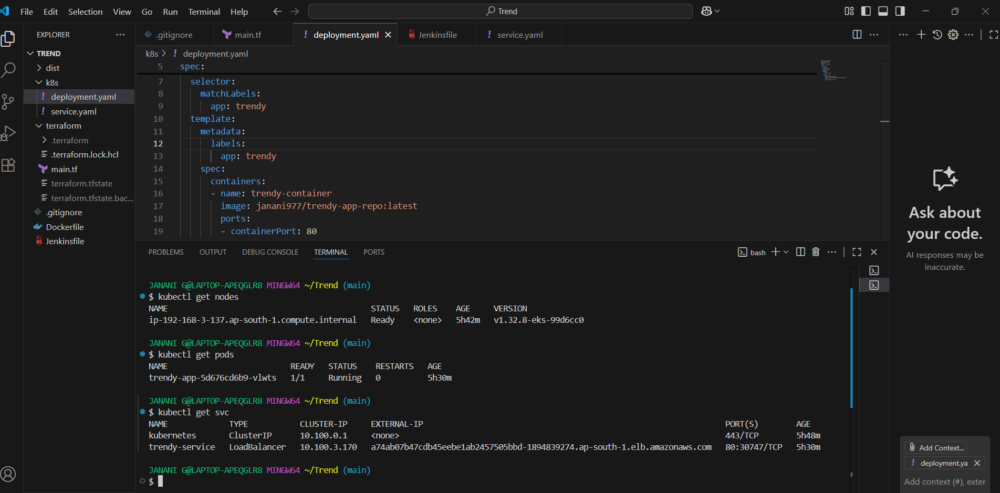 File Edit Selection View Go Run Terminal Help
Trend
EXPLORER
TREND
dist
k8s
deployment.yaml
service.yaml
terraform
.terraform
.terraform.lock.hcl
main.tf
terraform.tfstate
terraform.tfstate.bac...
.gitignore
Dockerfile
Jenkinsfile
.gitignore main.tf deployment.yaml Jenkinsfile service.yaml
k8s > deployment.yaml
5 spec:
7 selector:
8 matchLabels:
9 app: trendy
10 template:
11 metadata:
12 labels:
13 app: trendy
14 spec:
15 containers:
16 - name: trendy-container
17 image: janani977/trendy-app-repo:latest
18 ports:
19 - containerPort: 80
PROBLEMS OUTPUT DEBUG CONSOLE TERMINAL PORTS
bash
JANANI G@LAPTOP-APEQGLR8 MINGW64 ~/Trend (main)
$ kubectl get nodes
NAME STATUS ROLES AGE VERSION
ip-192-168-3-137.ap-south-1.compute.internal Ready <none> 5h42m v1.32.8-eks-99d6cc0
JANANI G@LAPTOP-APEQGLR8 MINGW64 ~/Trend (main)
$ kubectl get pods
NAME READY STATUS RESTARTS AGE
trendy-app-5d676cd6b9-vlwts 1/1 Running 0 5h30m
JANANI G@LAPTOP-APEQGLR8 MINGW64 ~/Trend (main)
$ kubectl get svc
NAME TYPE CLUSTER-IP EXTERNAL-IP PORT(S) AGE
kubernetes ClusterIP 10.100.0.1 <none> 443/TCP 5h48m
trendy-service LoadBalancer 10.100.3.170 a74ab07b47cdb45eebe1ab2457505bbd-1894839274.ap-south-1.elb.amazonaws.com 80:30747/TCP 5h30m
JANANI G@LAPTOP-APEQGLR8 MINGW64 ~/Trend (main)
$
Ask about
your code.
AI responses may be
inaccurate.
Add Context...
deployment.ya
Add context (#), exter